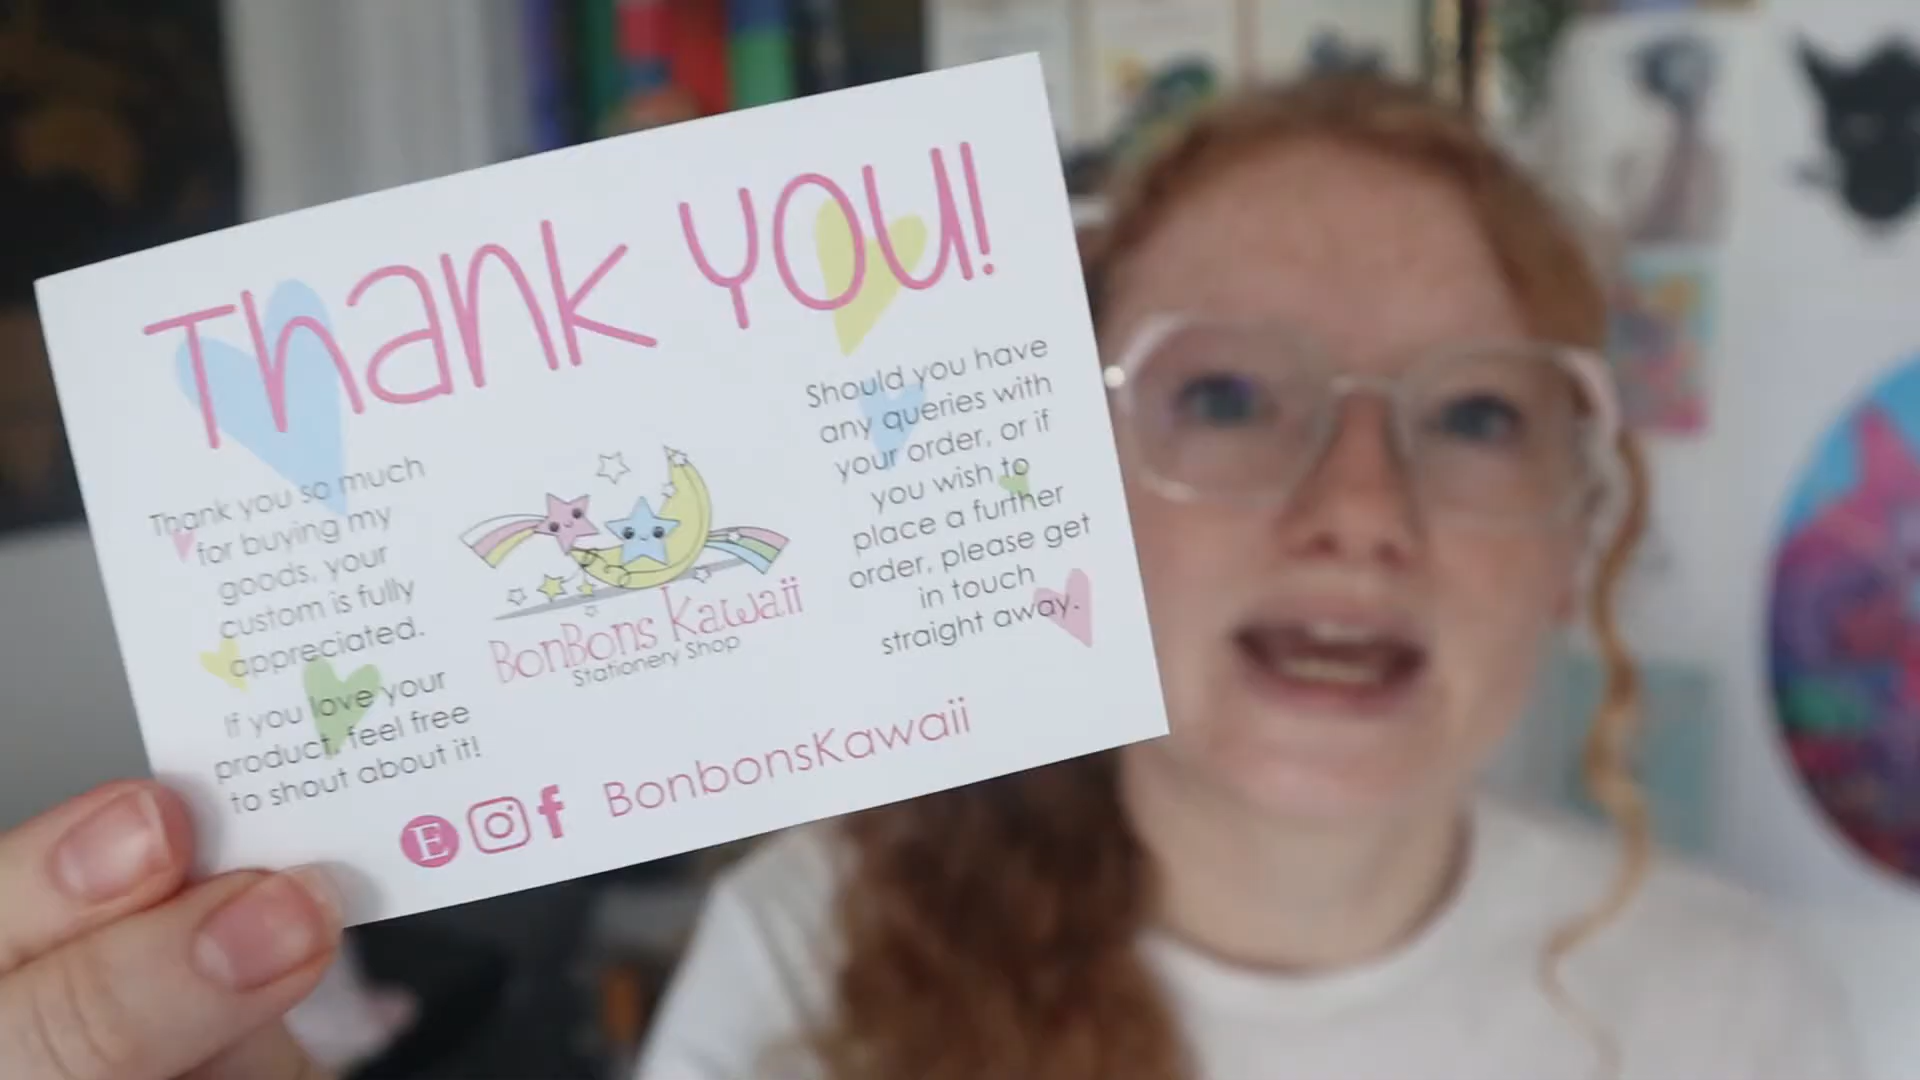 Thank you!
Thank you so much
for buying my
goods, your
custom is fully
appreciated.
If you love your
product, feel free
to shout about it!
BonBons Kawaii
Stationery Shop
Should you have
any queries with
your order, or if
you wish to
place a further
order, please get
in touch
straight away.
E f BonbonsKawaii